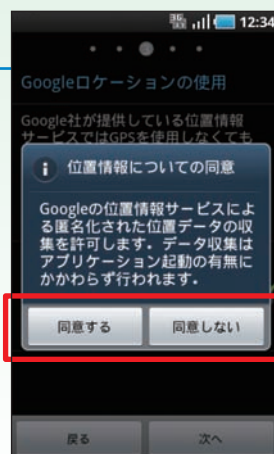 12:34
Googleロケーションの使用
Google社が提供している位置情報
サービスではGPSを使用しなくても
位置情報についての同意
Googleの位置情報サービスによ
る匿名化された位置データの収
集を許可します。データ収集は
アプリケーション起動の有無に
かかわらず行われます。
同意する 同意しない
戻る 次へ